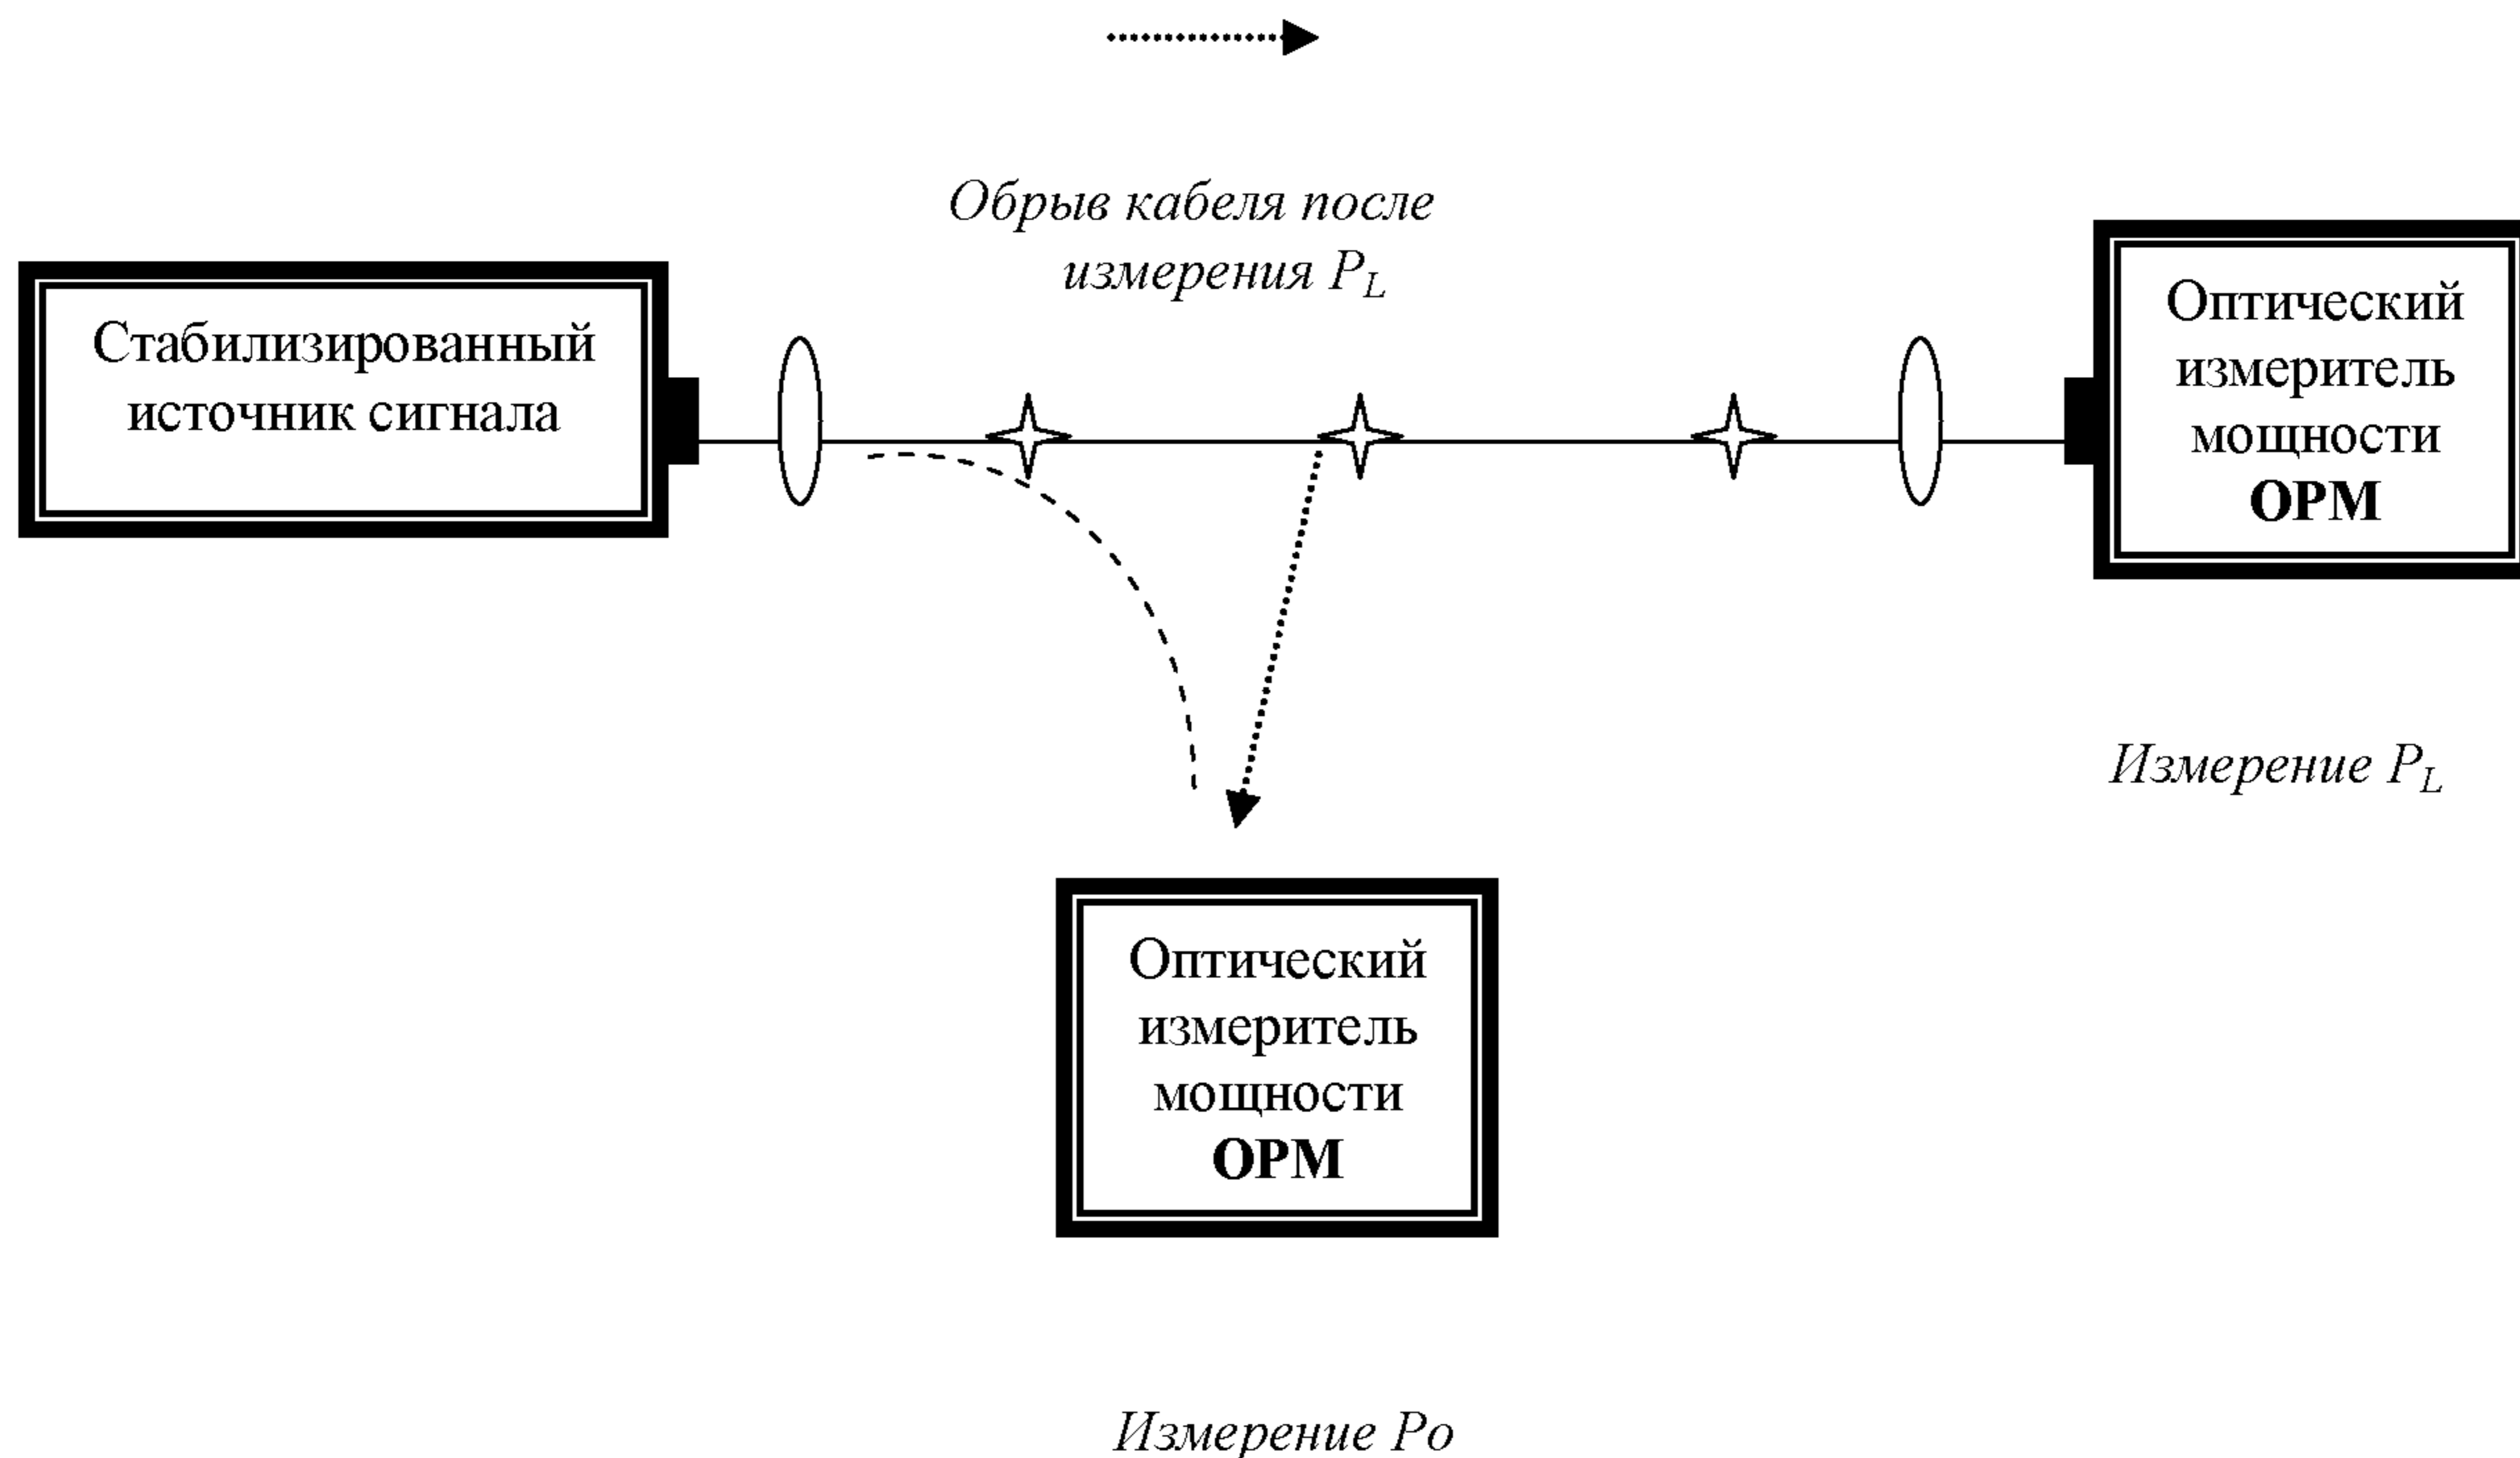 Обрыв кабеля после
измерения P_L
Стабилизированный
источник сигнала
Оптический
измеритель
мощности
OPM
Измерение P_L
Оптический
измеритель
мощности
OPM
Измерение Po